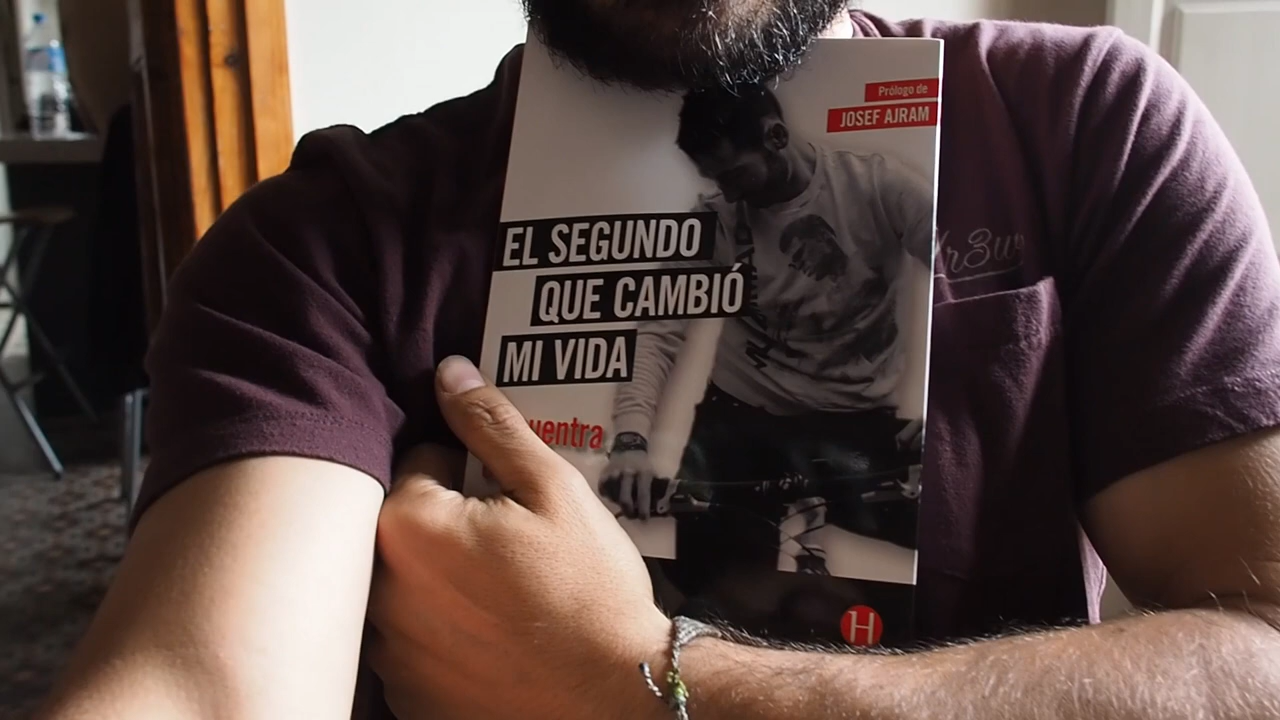 Prólogo de
JOSEF AJRAM
EL SEGUNDO
QUE CAMBIÓ
MI VIDA
uentra
H